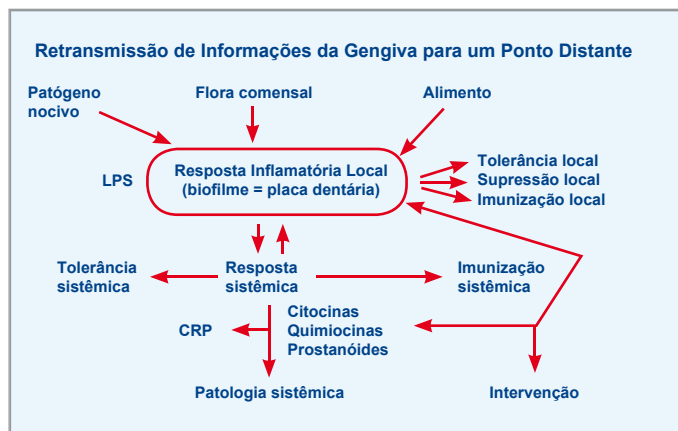 Retransmissão de Informações da Gengiva para um Ponto Distante
Patógeno
nocivo
Flora comensal
Alimento
LPS
Resposta Inflamatória Local
(biofilme = placa dentária)
Tolerância local
Supressão local
Imunização local
Tolerância
sistêmica
Resposta
sistêmica
Imunização
sistêmica
CRP
Citocinas
Quimiocinas
Prostanóides
Patologia sistêmica
Intervenção